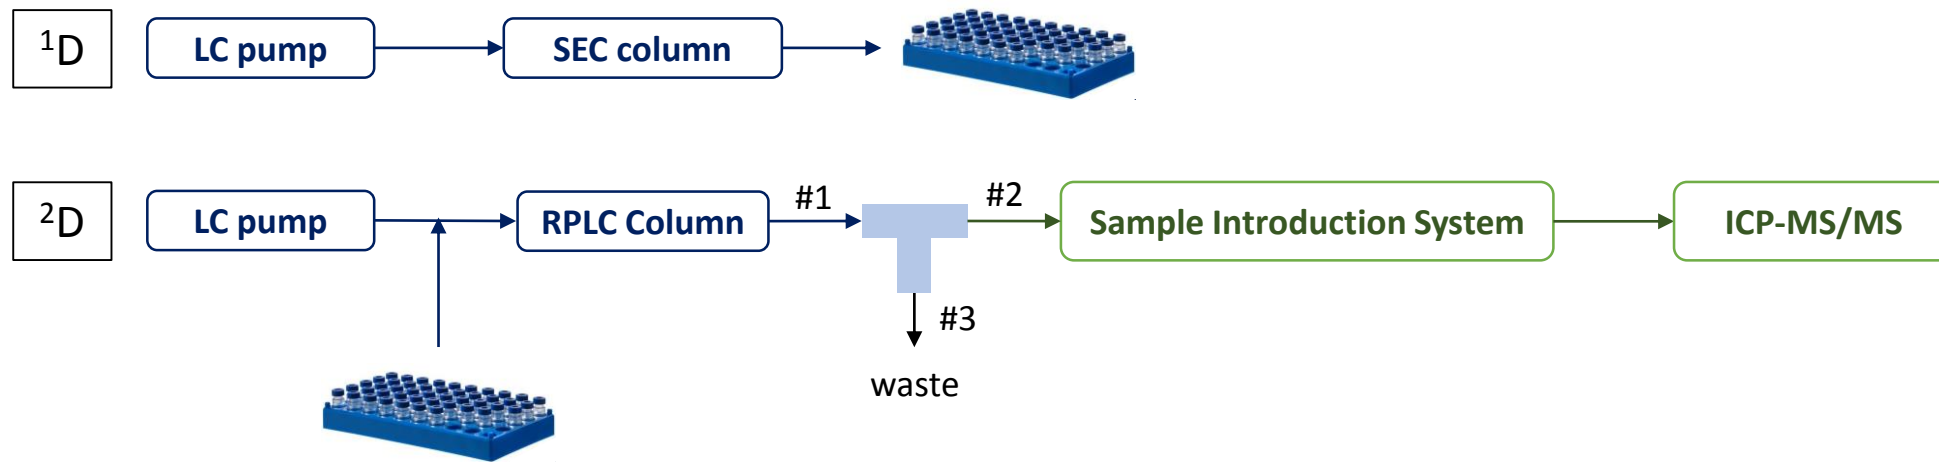 ¹D
LC pump
SEC column
²D
LC pump
RPLC Column
#1
#2
Sample Introduction System
ICP-MS/MS
#3
waste